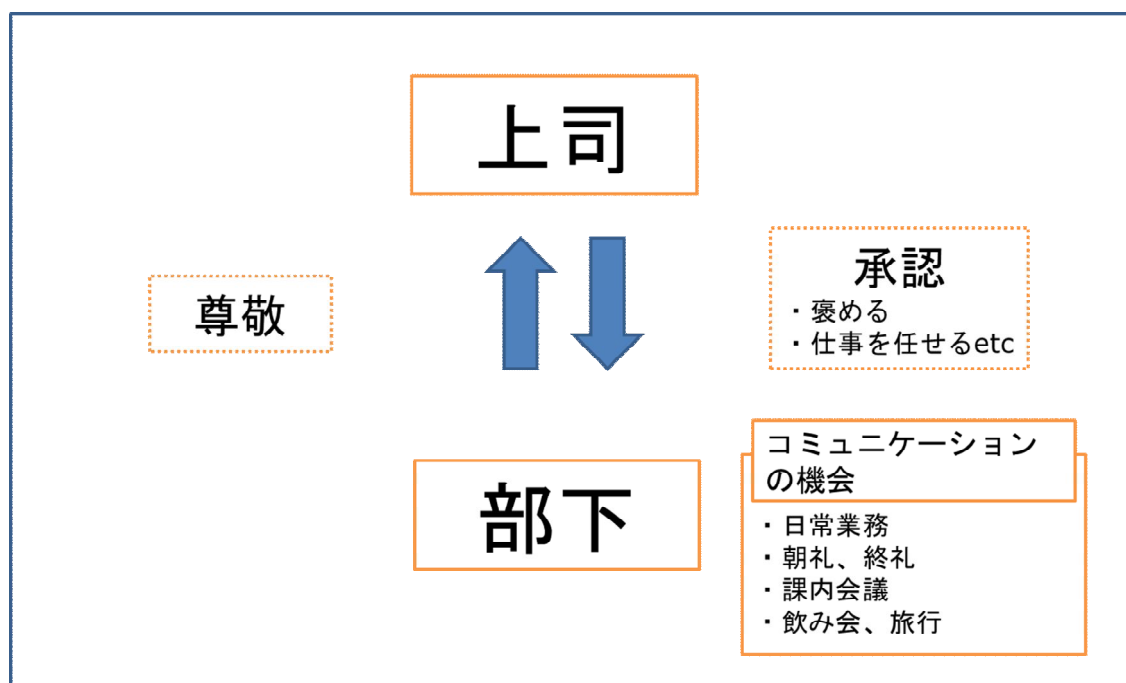 上司
尊敬
承認
・褒める
・仕事を任せるetc
部下
コミュニケーション
の機会
・日常業務
・朝礼、終礼
・課内会議
・飲み会、旅行